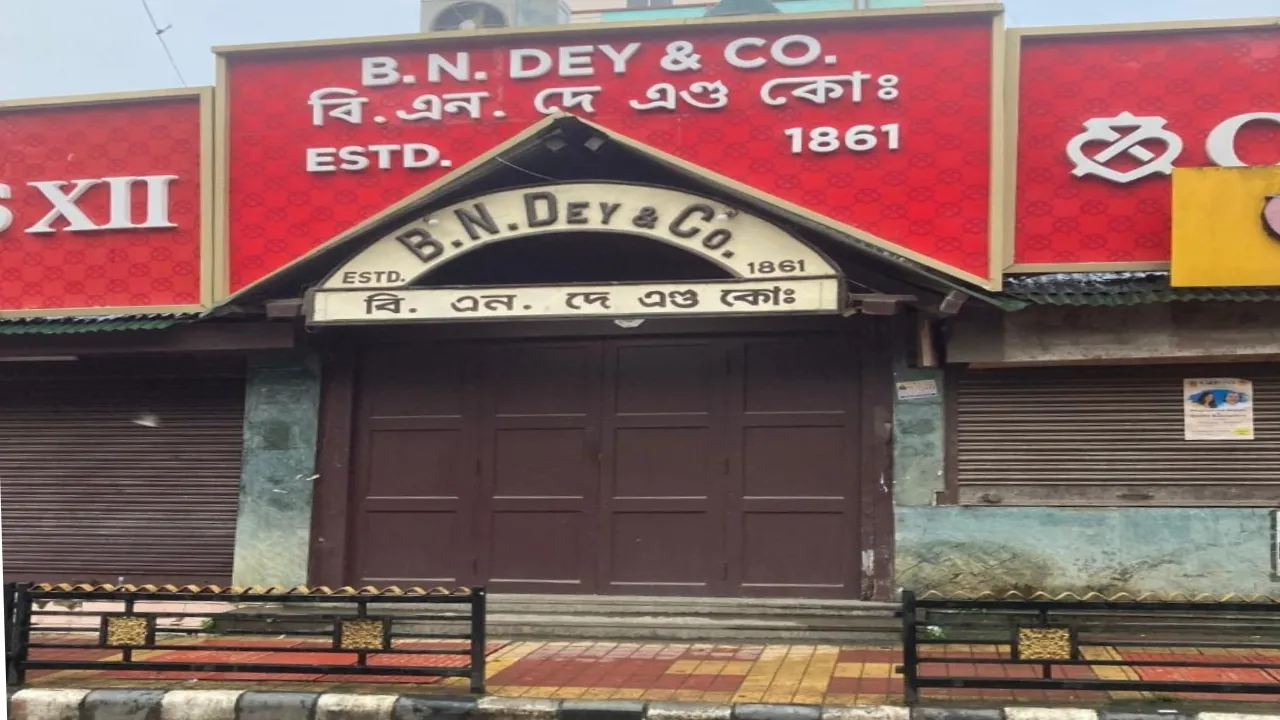 B. N. DEY & CO.
বি. এন. দে এণ্ড কোঃ
ESTD. 1861
XII
B. N. DEY & Co.
ESTD. 1861
বি. এন. দে এণ্ড কোঃ